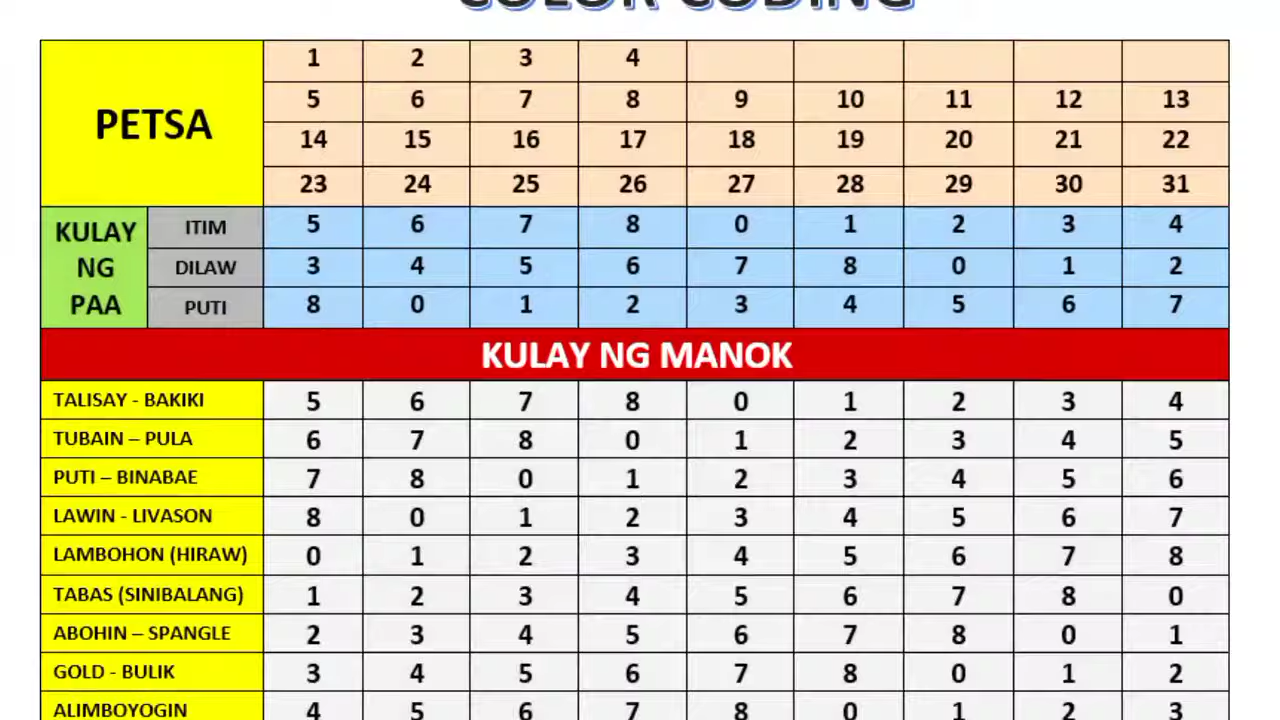 COLOR CODING
PETSA
1 2 3 4
5 6 7 8 9 10 11 12 13
14 15 16 17 18 19 20 21 22
23 24 25 26 27 28 29 30 31
KULAY NG PAA
ITIM 5 6 7 8 0 1 2 3 4
DILAW 3 4 5 6 7 8 0 1 2
PUTI 8 0 1 2 3 4 5 6 7
KULAY NG MANOK
TALISAY - BAKIKI 5 6 7 8 0 1 2 3 4
TUBAIN – PULA 6 7 8 0 1 2 3 4 5
PUTI – BINABAE 7 8 0 1 2 3 4 5 6
LAWIN - LIVASON 8 0 1 2 3 4 5 6 7
LAMBOHON (HIRAW) 0 1 2 3 4 5 6 7 8
TABAS (SINIBALANG) 1 2 3 4 5 6 7 8 0
ABOHIN – SPANGLE 2 3 4 5 6 7 8 0 1
GOLD - BULIK 3 4 5 6 7 8 0 1 2
ALIMBOYOGIN 4 5 6 7 8 0 1 2 3